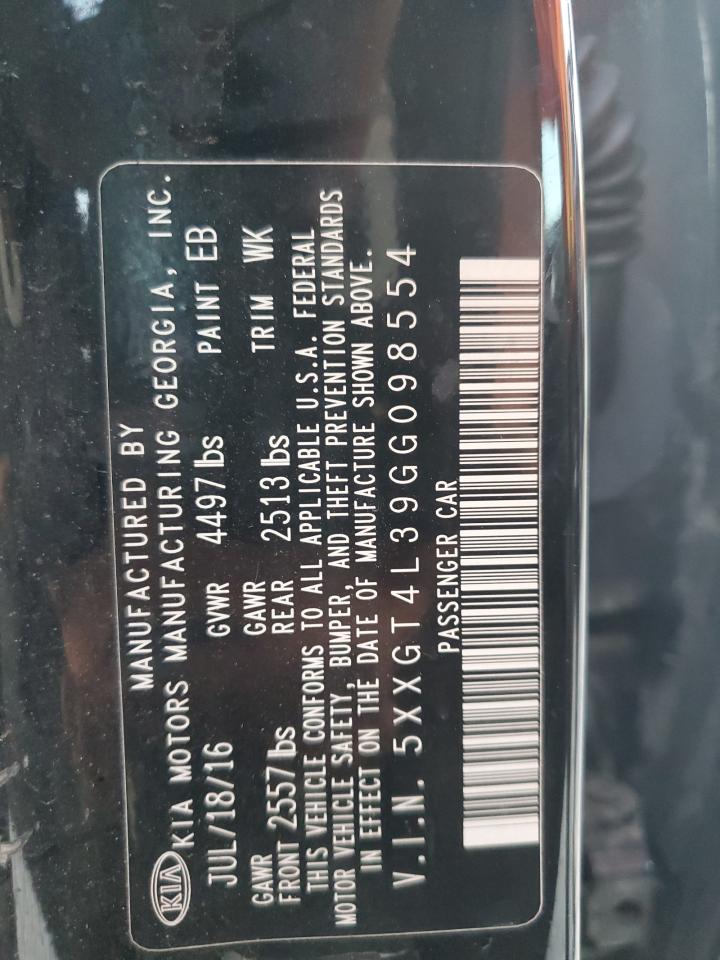 MANUFACTURED BY
KIA KIA MOTORS MANUFACTURING GEORGIA, INC.
JUL/18/16 GVWR 4497 lbs PAINT EB
GAWR FRONT 2557 lbs GAWR REAR 2513 lbs TRIM WK
THIS VEHICLE CONFORMS TO ALL APPLICABLE U.S.A. FEDERAL
MOTOR VEHICLE SAFETY, BUMPER, AND THEFT PREVENTION STANDARDS
IN EFFECT ON THE DATE OF MANUFACTURE SHOWN ABOVE.
V.I.N. 5XXGT4L39GG098554
PASSENGER CAR